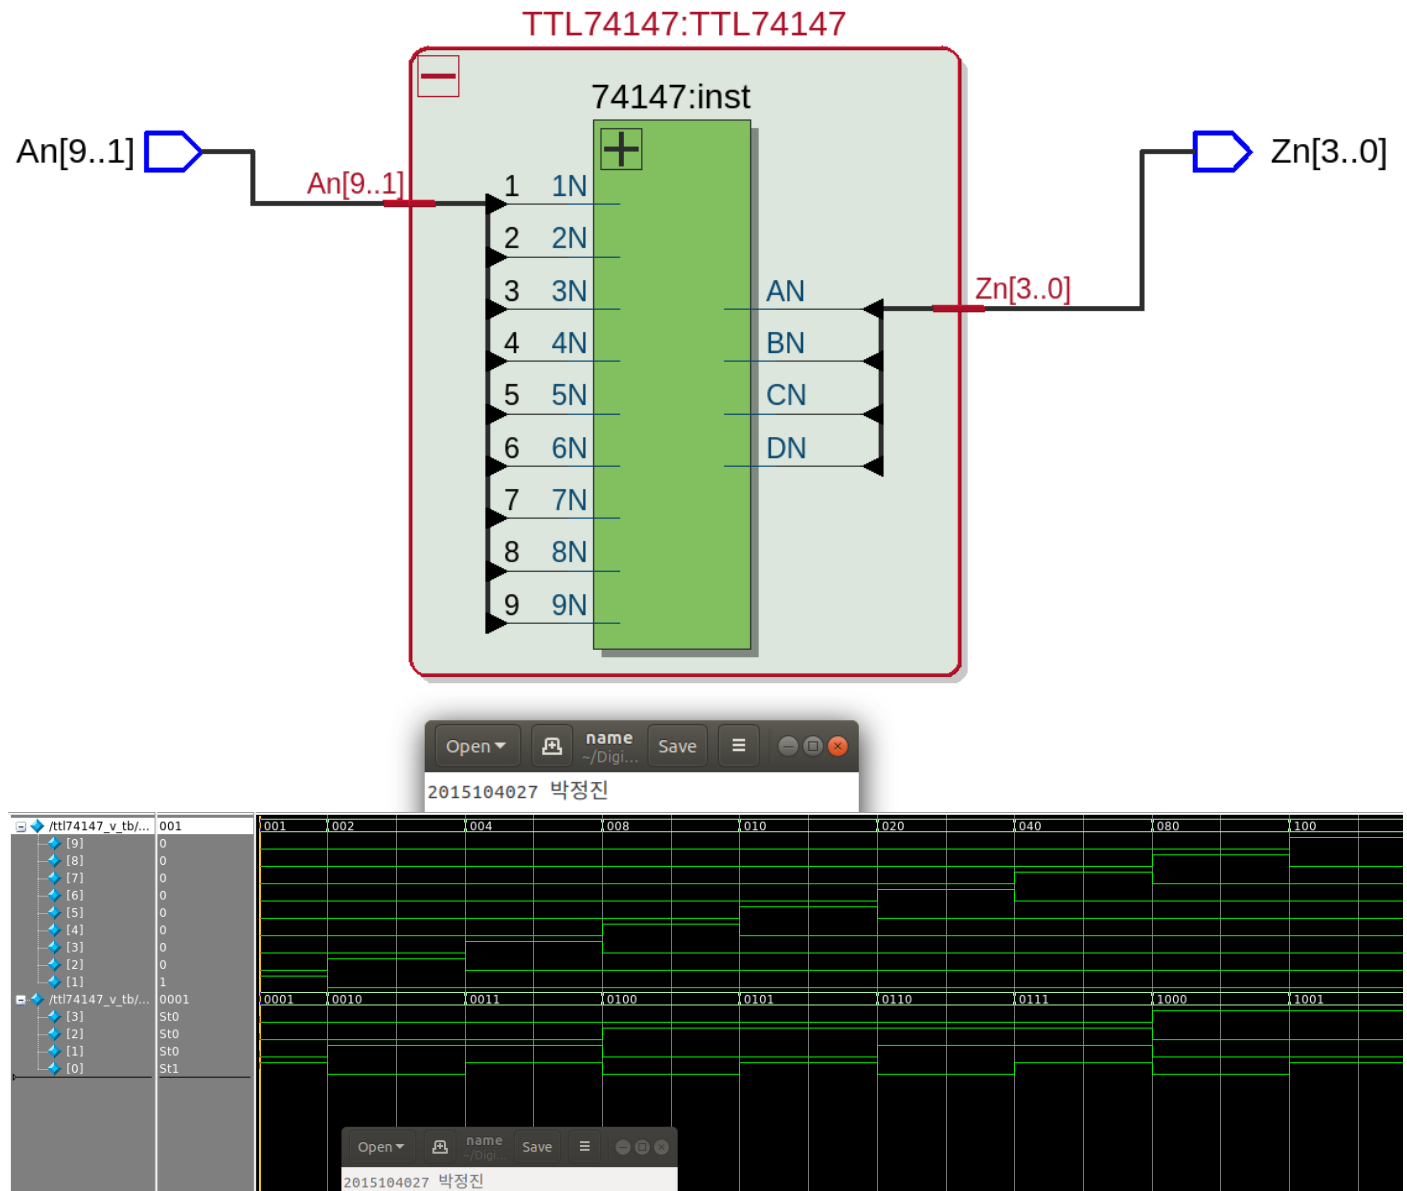 TTL74147:TTL74147
74147:inst
An[9..1]
Zn[3..0]
An[9..1]
1 1N
2 2N
3 3N
AN
Zn[3..0]
4 4N
BN
5 5N
CN
6 6N
DN
7 7N
8 8N
9 9N
Open name Save
~/Digi...
2015104027 박정진
/ttl74147_v_tb/... 001 001 002 004 008 010 020 040 080 100
[9] 0
[8] 0
[7] 0
[6] 0
[5] 0
[4] 0
[3] 0
[2] 0
[1] 1
/ttl74147_v_tb/... 0001 0001 0010 0011 0100 0101 0110 0111 1000 1001
[3] St0
[2] St0
[1] St0
[0] St1
Open name Save
~/Digi...
2015104027 박정진